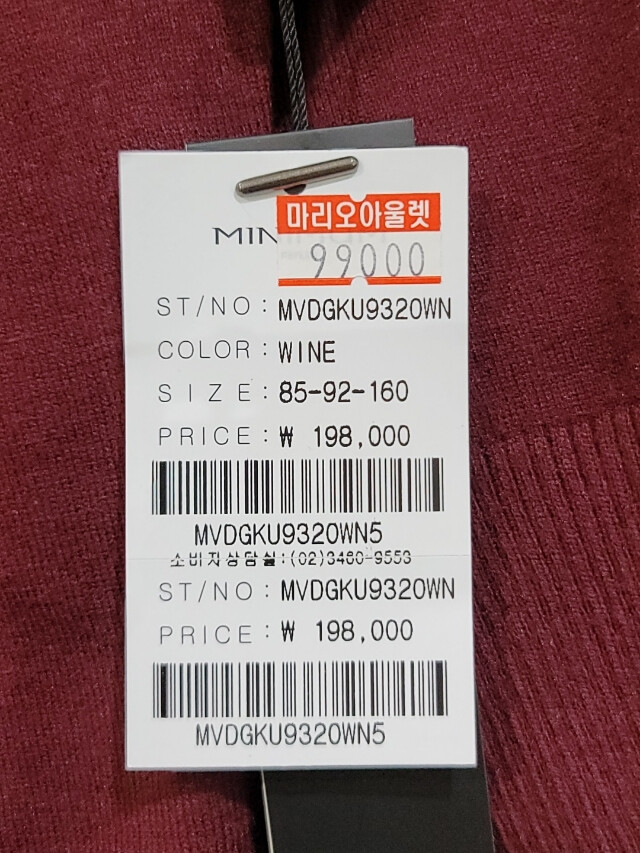 마리오아울렛
MIN
99000
ST/NO : MVDGKU9320WN
COLOR : WINE
SIZE : 85-92-160
PRICE : ₩ 198,000
MVDGKU9320WN5
소비자상담실:(02)3460-9553
ST/NO : MVDGKU9320WN
PRICE : ₩ 198,000
MVDGKU9320WN5